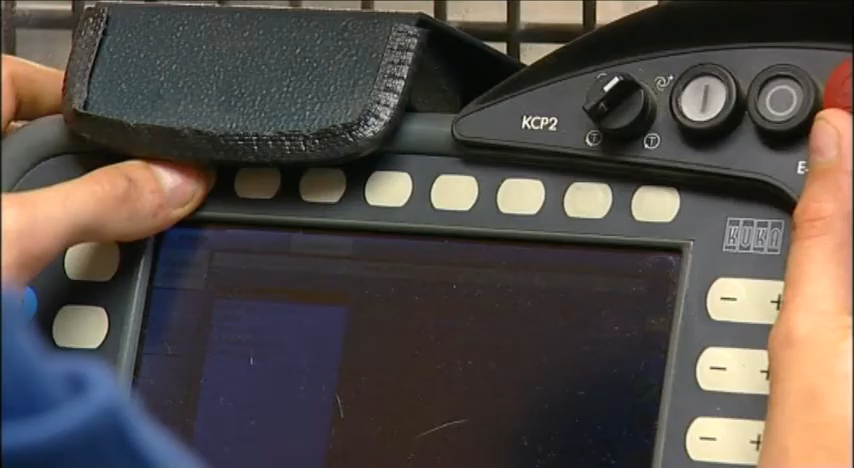 KCP2
T
T
I
O
E-
KUKA
− +
− +
− +